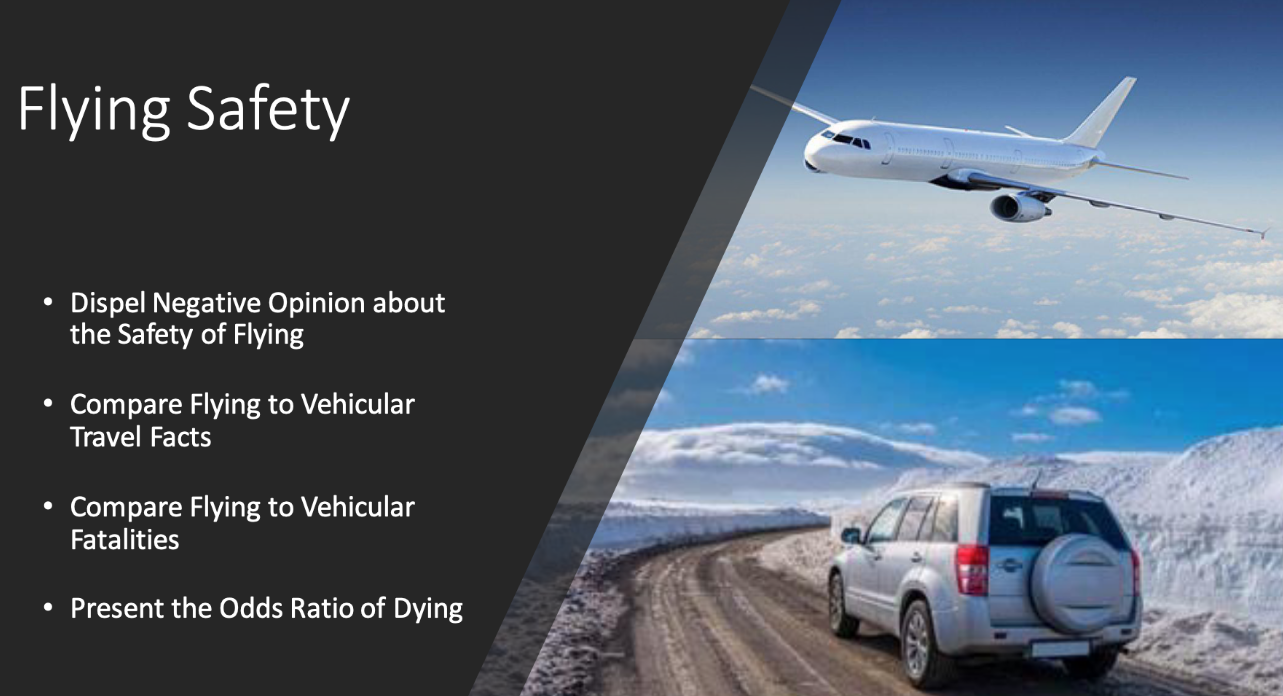 Flying Safety
• Dispel Negative Opinion about
the Safety of Flying
• Compare Flying to Vehicular
Travel Facts
• Compare Flying to Vehicular
Fatalities
• Present the Odds Ratio of Dying